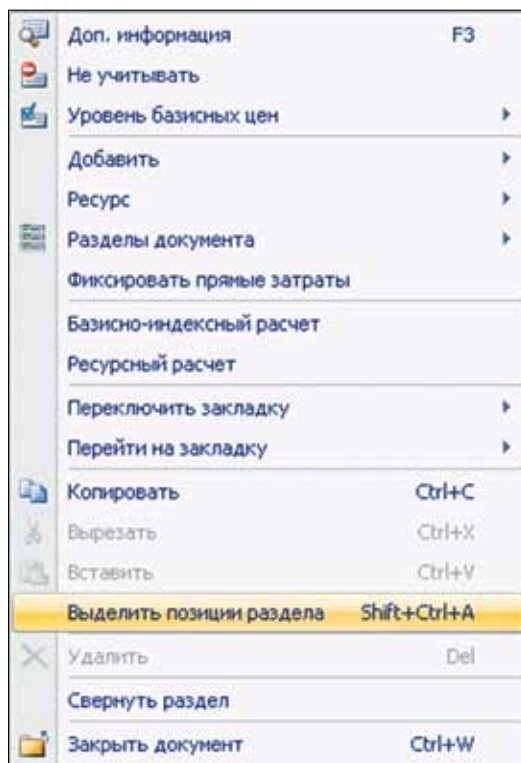 Доп. информация F3
Не учитывать
Уровень базисных цен
Добавить
Ресурс
Разделы документа
Фиксировать прямые затраты
Базисно-индексный расчет
Ресурсный расчет
Переключить закладку
Перейти на закладку
Копировать Ctrl+C
Вырезать Ctrl+X
Вставить Ctrl+V
Выделить позиции раздела Shift+Ctrl+A
Удалить Del
Свернуть раздел
Закрыть документ Ctrl+W